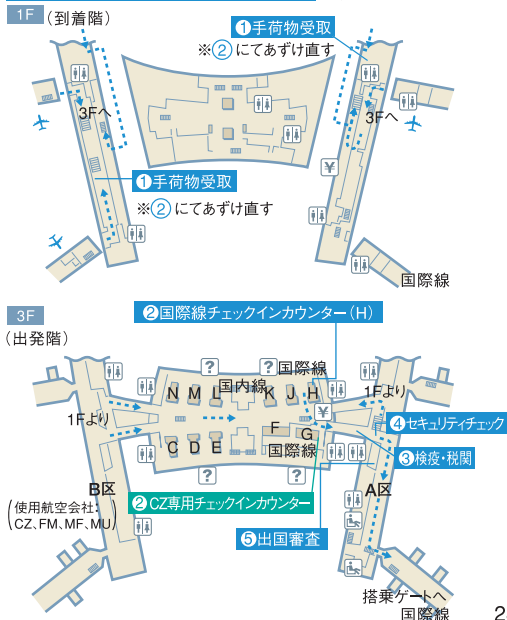 1F (到着階)
❶手荷物受取
※②にてあずけ直す
3Fへ
3Fへ
❶手荷物受取
※②にてあずけ直す
¥
国際線
3F
(出発階)
❷国際線チェックインカウンター(H)
? ? 国際線
国内線
N M L K J H
1Fより
1Fより
¥
❹セキュリティチェック
F
G
C D E
国際線
❸検疫・税関
? ?
B区
A区
(使用航空会社:
CZ、FM、MF、MU)
❷CZ専用チェックインカウンター
❺出国審査
搭乗ゲートへ
国際線